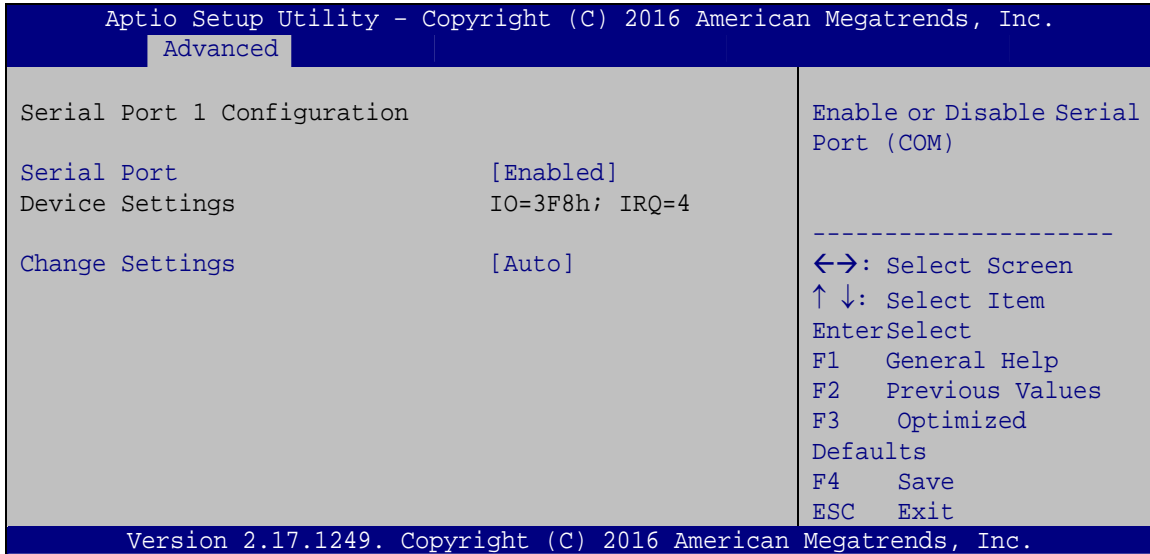 Aptio Setup Utility – Copyright (C) 2016 American Megatrends, Inc.
Advanced
Serial Port 1 Configuration
Serial Port [Enabled]
Device Settings IO=3F8h; IRQ=4
Change Settings [Auto]
Enable or Disable Serial
Port (COM)
---------------------
←→: Select Screen
↑ ↓: Select Item
EnterSelect
F1 General Help
F2 Previous Values
F3 Optimized
Defaults
F4 Save
ESC Exit
Version 2.17.1249. Copyright (C) 2016 American Megatrends, Inc.